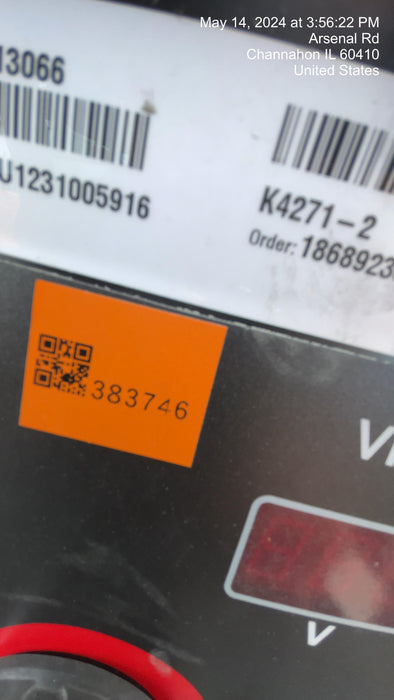 May 14, 2024 at 3:56:22 PM
Arsenal Rd
Channahon IL 60410
United States
13066
U1231005916
K4271-2
Order: 1868923
383746
V